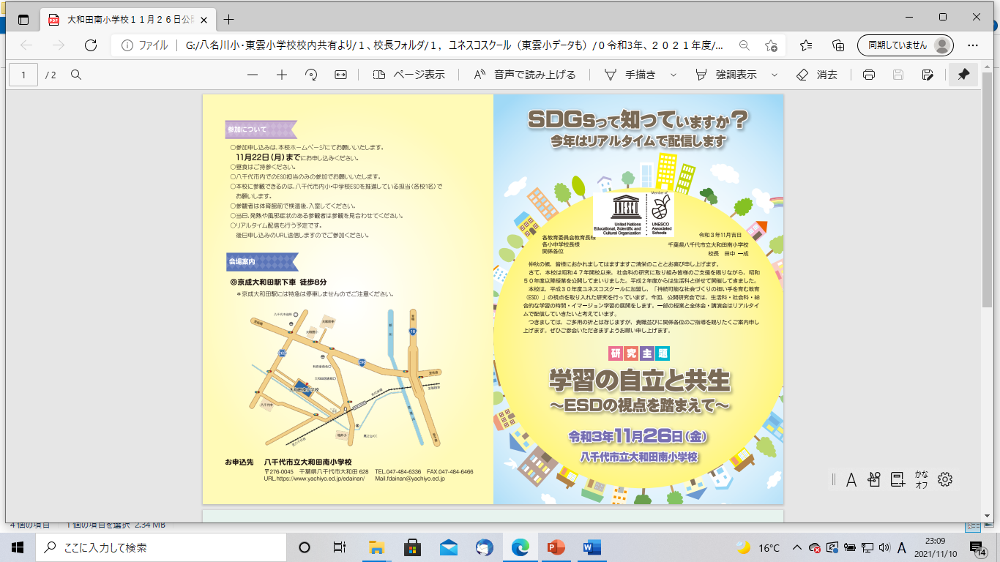 大和田南小学校１１月２６日公開
ファイル
G:/八名川小・東雲小学校校内共有より/１、校長フォルダ/１，ユネスコスクール（東雲小データも）/０令和3年、２０２１年度/...
同期していません
1 / 2
ページ表示
音声で読み上げる
手描き
強調表示
消去
参加について
○参加申し込みは、本校ホームページにてお願いいたします。
11月22日（月）までにお申し込みください。
○昼食はご持参ください。
○八千代市内でのESD担当のみの参加でお願いいたします。
○本校に参観できるのは、八千代市内小・中学校ESDを推進している担当（各校1名）で
お願いします。
○参観者は体育館前で検温後、入室してください。
○当日、発熱や風邪症状のある参観者は参観を見合わせてください。
○リアルタイム配信も行う予定です。
後日申し込みのURL送信しますのでご参加ください。
会場案内
◎京成大和田駅下車 徒歩8分
＊京成大和田駅には特急は停車しませんのでご注意ください。
八千代市役所
大和田中
大和田小
16
262
296
大和田南小学校
八千代中
お申込先 八千代市立大和田南小学校
〒276-0045 千葉県八千代市大和田 628 TEL.047-484-6336 FAX.047-484-6466
URL.https://www.yachiyo.ed.jp/edainan/ Mail.fdainan@yachiyo.ed.jp
SDGsって知っていますか？
今年はリアルタイムで配信します
Member of
UNESCO
United Nations
Educational, Scientific and
Cultural Organization
UNESCO
Associated
Schools
各教育委員会教育長様
各小中学校長様
関係各位
令和３年11月吉日
千葉県八千代市立大和田南小学校
校長 田中 一成
仲秋の候、皆様におかれましてはますますご清栄のこととお喜び申し上げます。
さて、本校は昭和４７年開校以来、社会科の研究に取り組み皆様のご支援を賜りながら、昭和
５０年度以降授業を公開してまいりました。平成２年度からは生活科と併せて開催してきました。
本校は、平成３０年度ユネスコスクールに加盟し、「持続可能な社会づくりの担い手を育む教育
（ESD）」の視点を取り入れた研究を行っています。今回、公開研究会では、生活科・社会科・総
合的な学習の時間・イマージョン学習の展開をします。一部の授業と全体会・講演会はリアルタイ
ムで配信していきたいと考えています。
つきましては、ご多用の折とは存じますが、貴職並びに関係各位のご指導を賜りたくご案内申し
上げます。ぜひご参会いただきますようお願い申し上げます。
研究主題
学習の自立と共生
～ESDの視点を踏まえて～
令和3年11月26日（金）
八千代市立大和田南小学校
A
かな
オフ
4 個の項目 1 個の項目を選択 2.34 MB
ここに入力して検索
16°C
A
23:09
2021/11/10
14